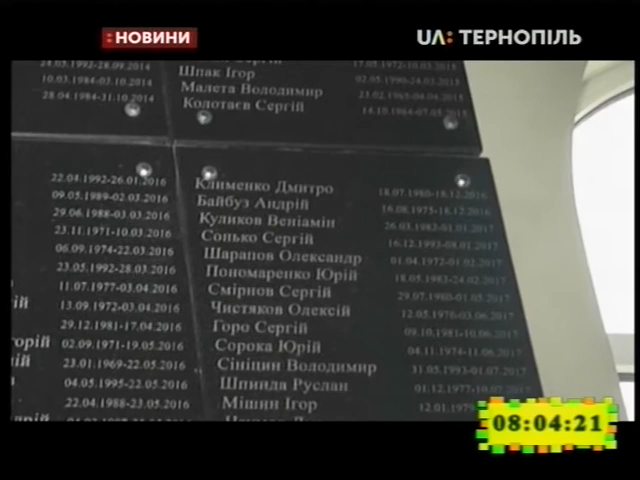 :НОВИНИ
UA: ТЕРНОПІЛЬ
24.03.1992-28.09.2014
10.03.1984-03.10.2014
28.04.1984-31.10.2014
Сергій 17.05.1972-10.03.2015
Шпак Ігор 02.05.1990-24.03.2015
Малета Володимир 23.02.1965-04.04.2015
Колотаєв Сергій 14.10.1984-07.05.2015
22.04.1992-26.01.2016 Клименко Дмитро 18.07.1980-18.12.2016
09.05.1989-02.03.2016 Байбуз Андрій 16.08.1975-18.12.2016
29.06.1988-03.03.2016 Куликов Веніамін 26.03.1982-01.01.2017
23.11.1971-10.03.2016 Сопько Сергій 16.12.1993-08.01.2017
06.09.1974-22.03.2016 Шарапов Олександр 01.04.1972-01.02.2017
23.05.1992-28.03.2016 Пономаренко Юрій 18.05.1983-24.02.2017
11.07.1977-03.04.2016 Смірнов Сергій 29.07.1980-01.05.2017
13.09.1972-03.04.2016 Чистяков Олексій 12.05.1976-03.06.2017
29.12.1981-17.04.2016 Горо Сергій 09.10.1981-10.06.2017
02.09.1971-19.05.2016 Сорока Юрій 04.11.1974-11.06.2017
23.01.1969-22.05.2016 Сініцин Володимир 31.05.1993-01.07.2017
04.05.1995-22.05.2016 Шпинда Руслан 01.12.1977-10.07.2017
22.04.1988-23.05.2016 Мішин Ігор 12.01.1979
08:04:21